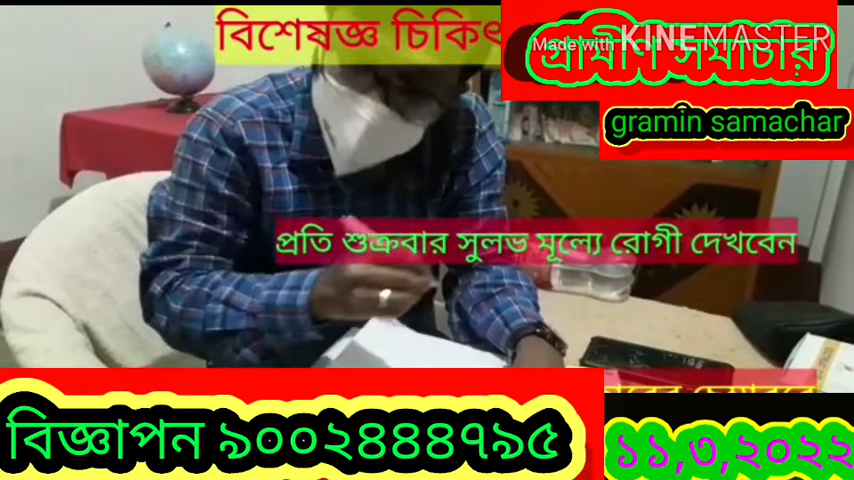 বিশেষজ্ঞ
Made with KINEMASTER
গ্রামীণ সমাচার
gramin samachar
প্রতি শুক্রবার সুলভ মূল্যে রোগী দেখবেন
বিজ্ঞাপন ৯০০২৪৪৪৭৯৫
১১,৩,২০২২